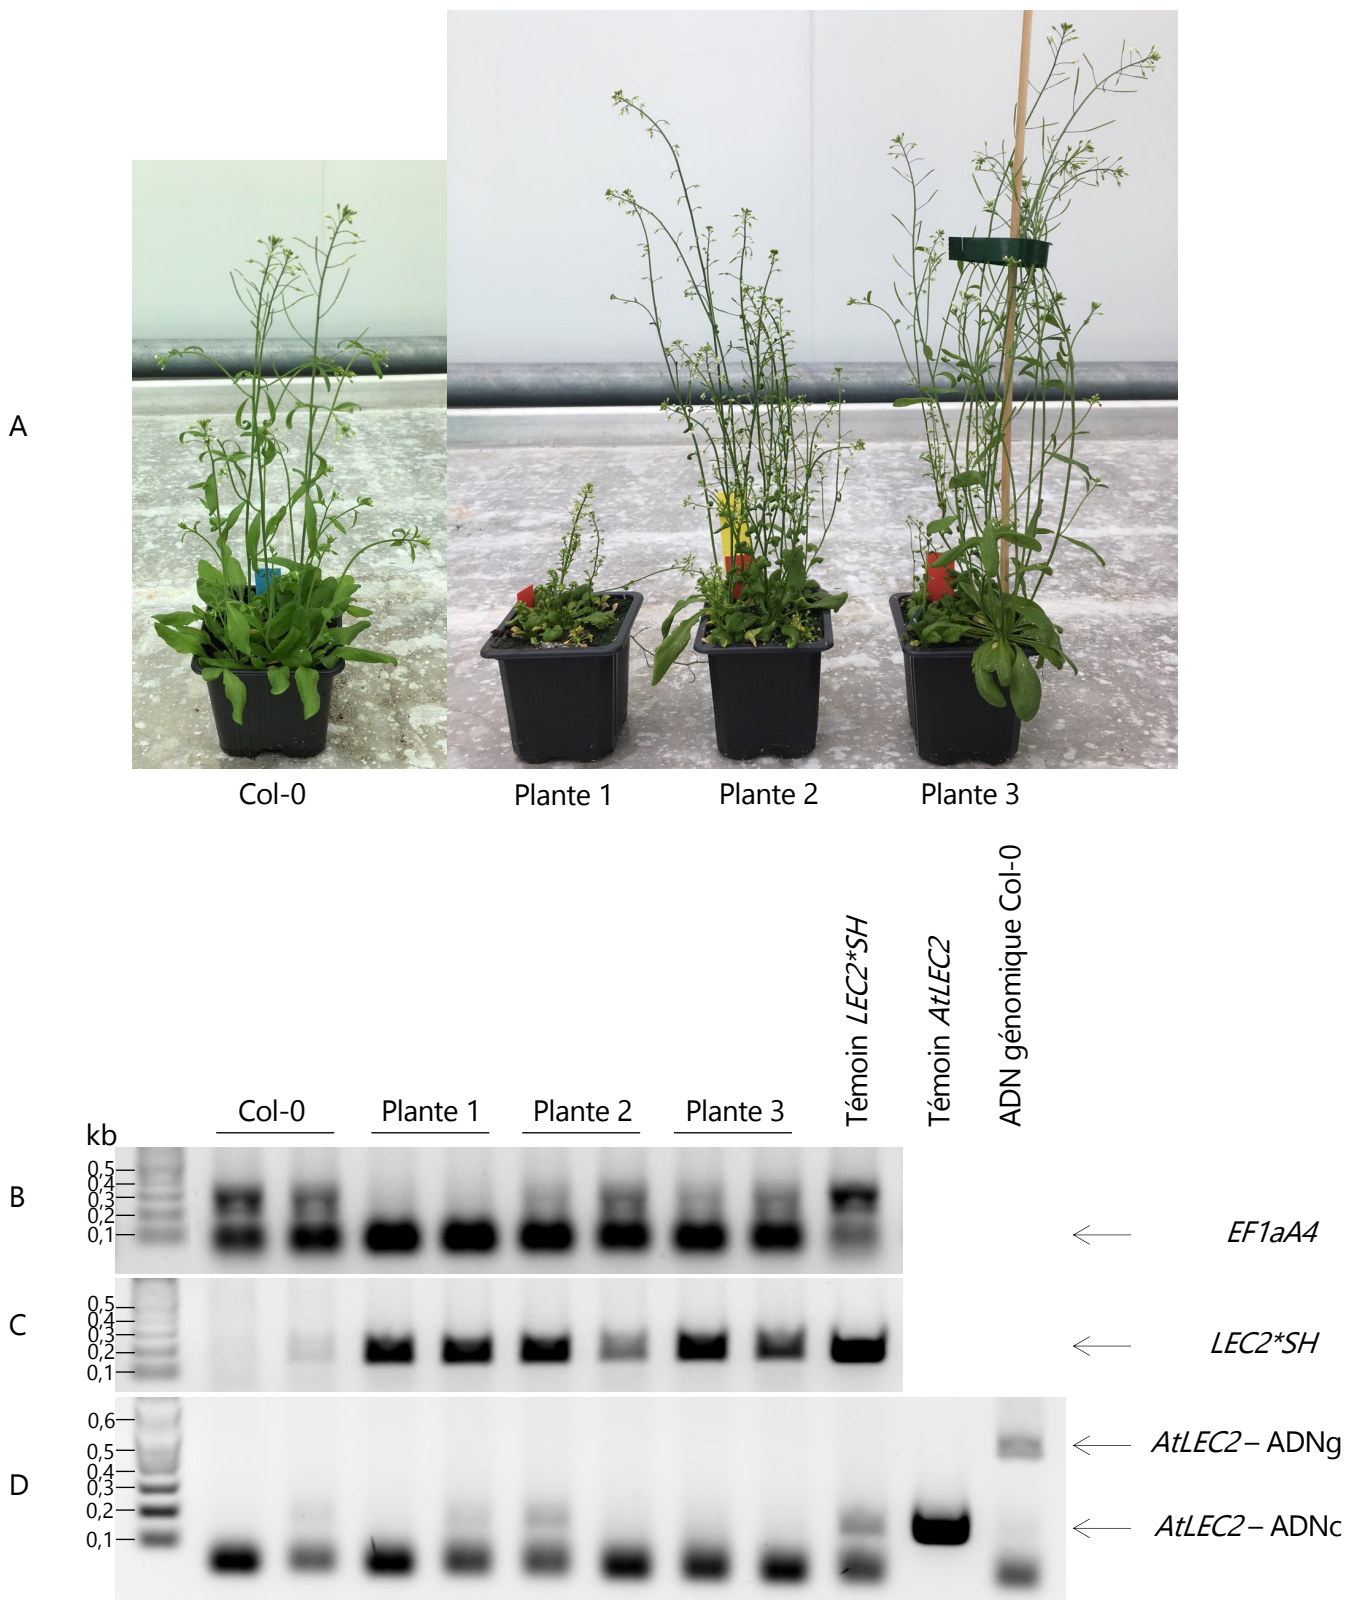 A
Col-0
Plante 1
Plante 2
Plante 3
Témoin LEC2*SH
Témoin AtLEC2
ADN génomique Col-0
Col-0
Plante 1
Plante 2
Plante 3
kb
B
0,5
0,4
0,3
0,2
0,1
EF1aA4
C
0,5
0,4
0,3
0,2
0,1
LEC2*SH
D
0,6
0,5
0,4
0,3
0,2
0,1
AtLEC2 – ADNg
AtLEC2 – ADNc